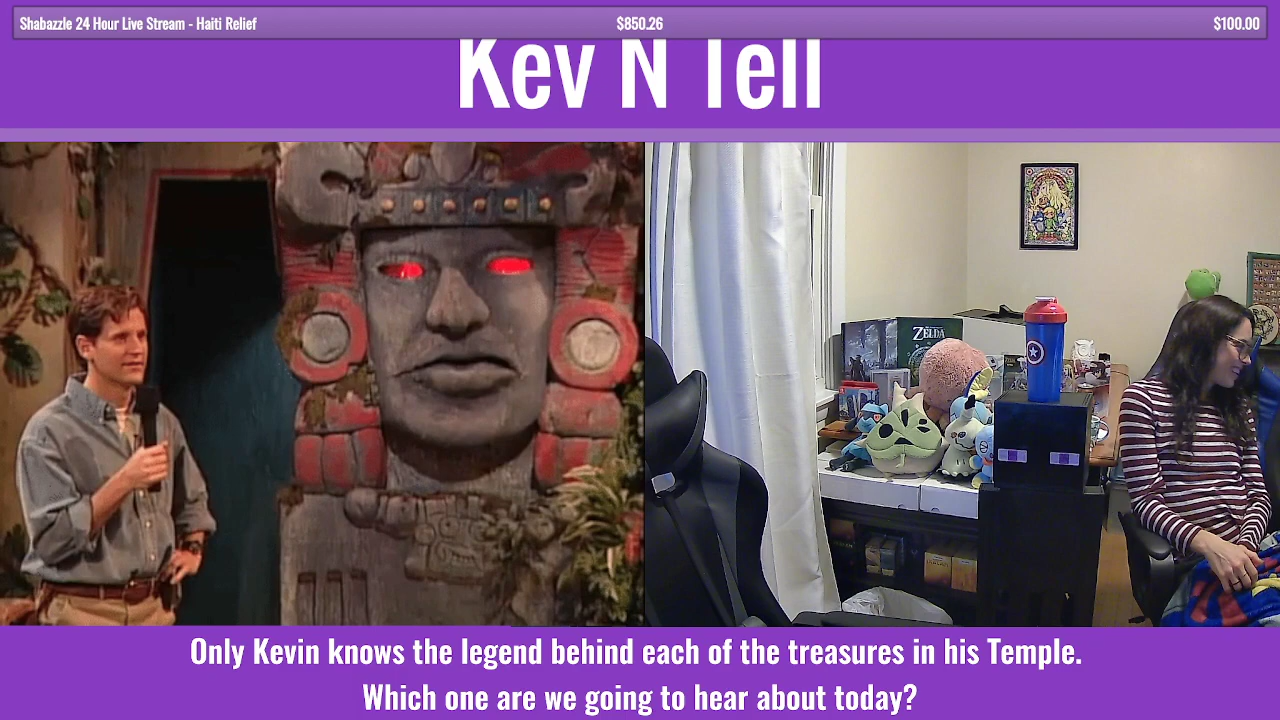 Shabazzle 24 Hour Live Stream - Haiti Relief $850.26 $100.00
Kev N Tell
ZELDA
Only Kevin knows the legend behind each of the treasures in his Temple.
Which one are we going to hear about today?